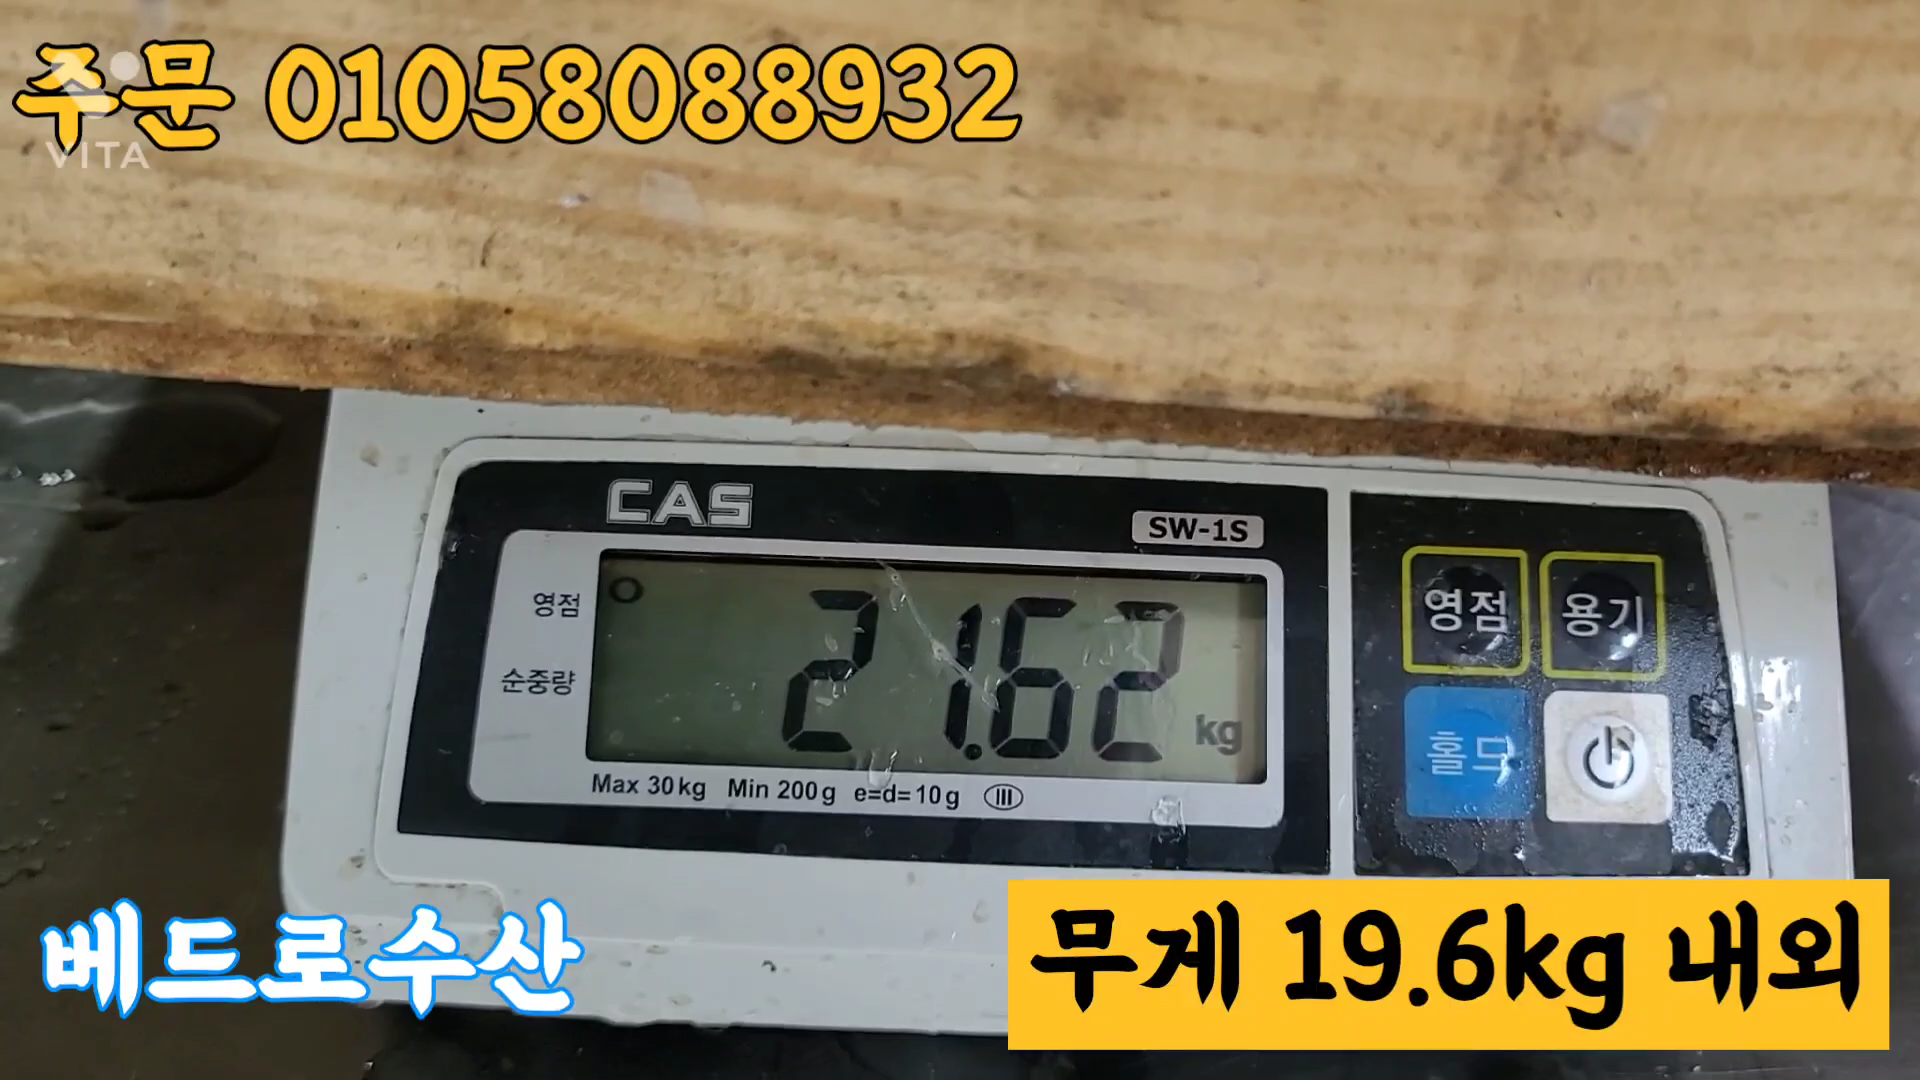 주문 01058088932
VITA
CAS
SW-1S
영점
순중량
21.62 kg
Max 30kg Min 200g e=d=10g III
영점 용기
홀드
베드로수산
무게 19.6kg 내외